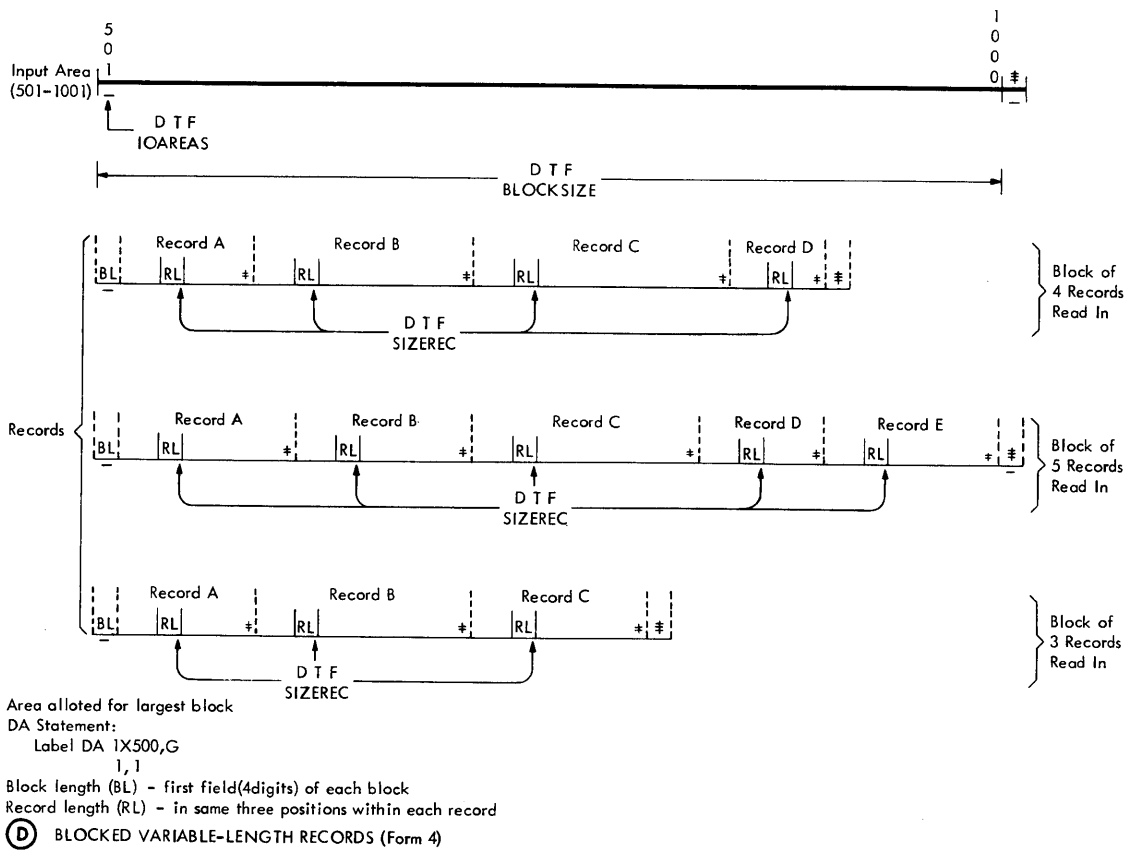 5
0
1
1
0
0
0
‡
Input Area
(501-1001)
D T F
IOAREAS
D T F
BLOCKSIZE
Record A Record B Record C Record D
BL RL ‡ RL ‡ RL ‡ RL ‡ ⯒
Block of
4 Records
Read In
D T F
SIZEREC
Records
Record A Record B Record C Record D Record E
BL RL ‡ RL ‡ RL ‡ RL ‡ RL ‡ ⯒
Block of
5 Records
Read In
D T F
SIZEREC
Record A Record B Record C
BL RL ‡ RL ‡ RL ‡ ⯒
Block of
3 Records
Read In
D T F
SIZEREC
Area alloted for largest block
DA Statement:
Label DA 1X500,G
1,1
Block length (BL) - first field(4digits) of each block
Record length (RL) - in same three positions within each record
D BLOCKED VARIABLE-LENGTH RECORDS (Form 4)